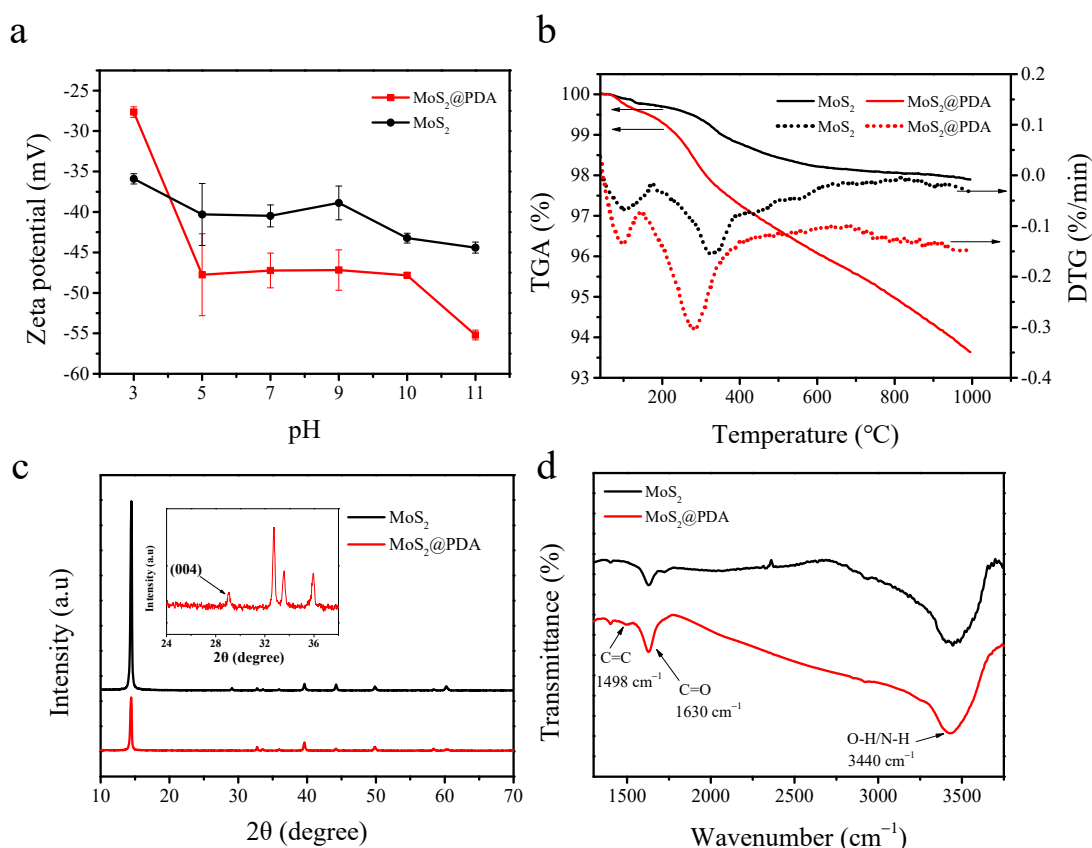 a
Zeta potential (mV)
-25
-30
-35
-40
-45
-50
-55
-60
3 5 7 9 10 11
pH
MoS2@PDA
MoS2
b
TGA (%)
100
99
98
97
96
95
94
93
200 400 600 800 1000
Temperature (℃)
MoS2 MoS2@PDA
MoS2 MoS2@PDA
0.2
0.1
0.0
-0.1
-0.2
-0.3
-0.4
DTG (%/min)
c
Intensity (a.u)
10 20 30 40 50 60 70
2θ (degree)
MoS2
MoS2@PDA
Intensity (a.u)
(004)
24 28 32 36
2θ (degree)
d
Transmittance (%)
MoS2
MoS2@PDA
C=C
1498 cm⁻¹
C=O
1630 cm⁻¹
O-H/N-H
3440 cm⁻¹
1500 2000 2500 3000 3500
Wavenumber (cm⁻¹)